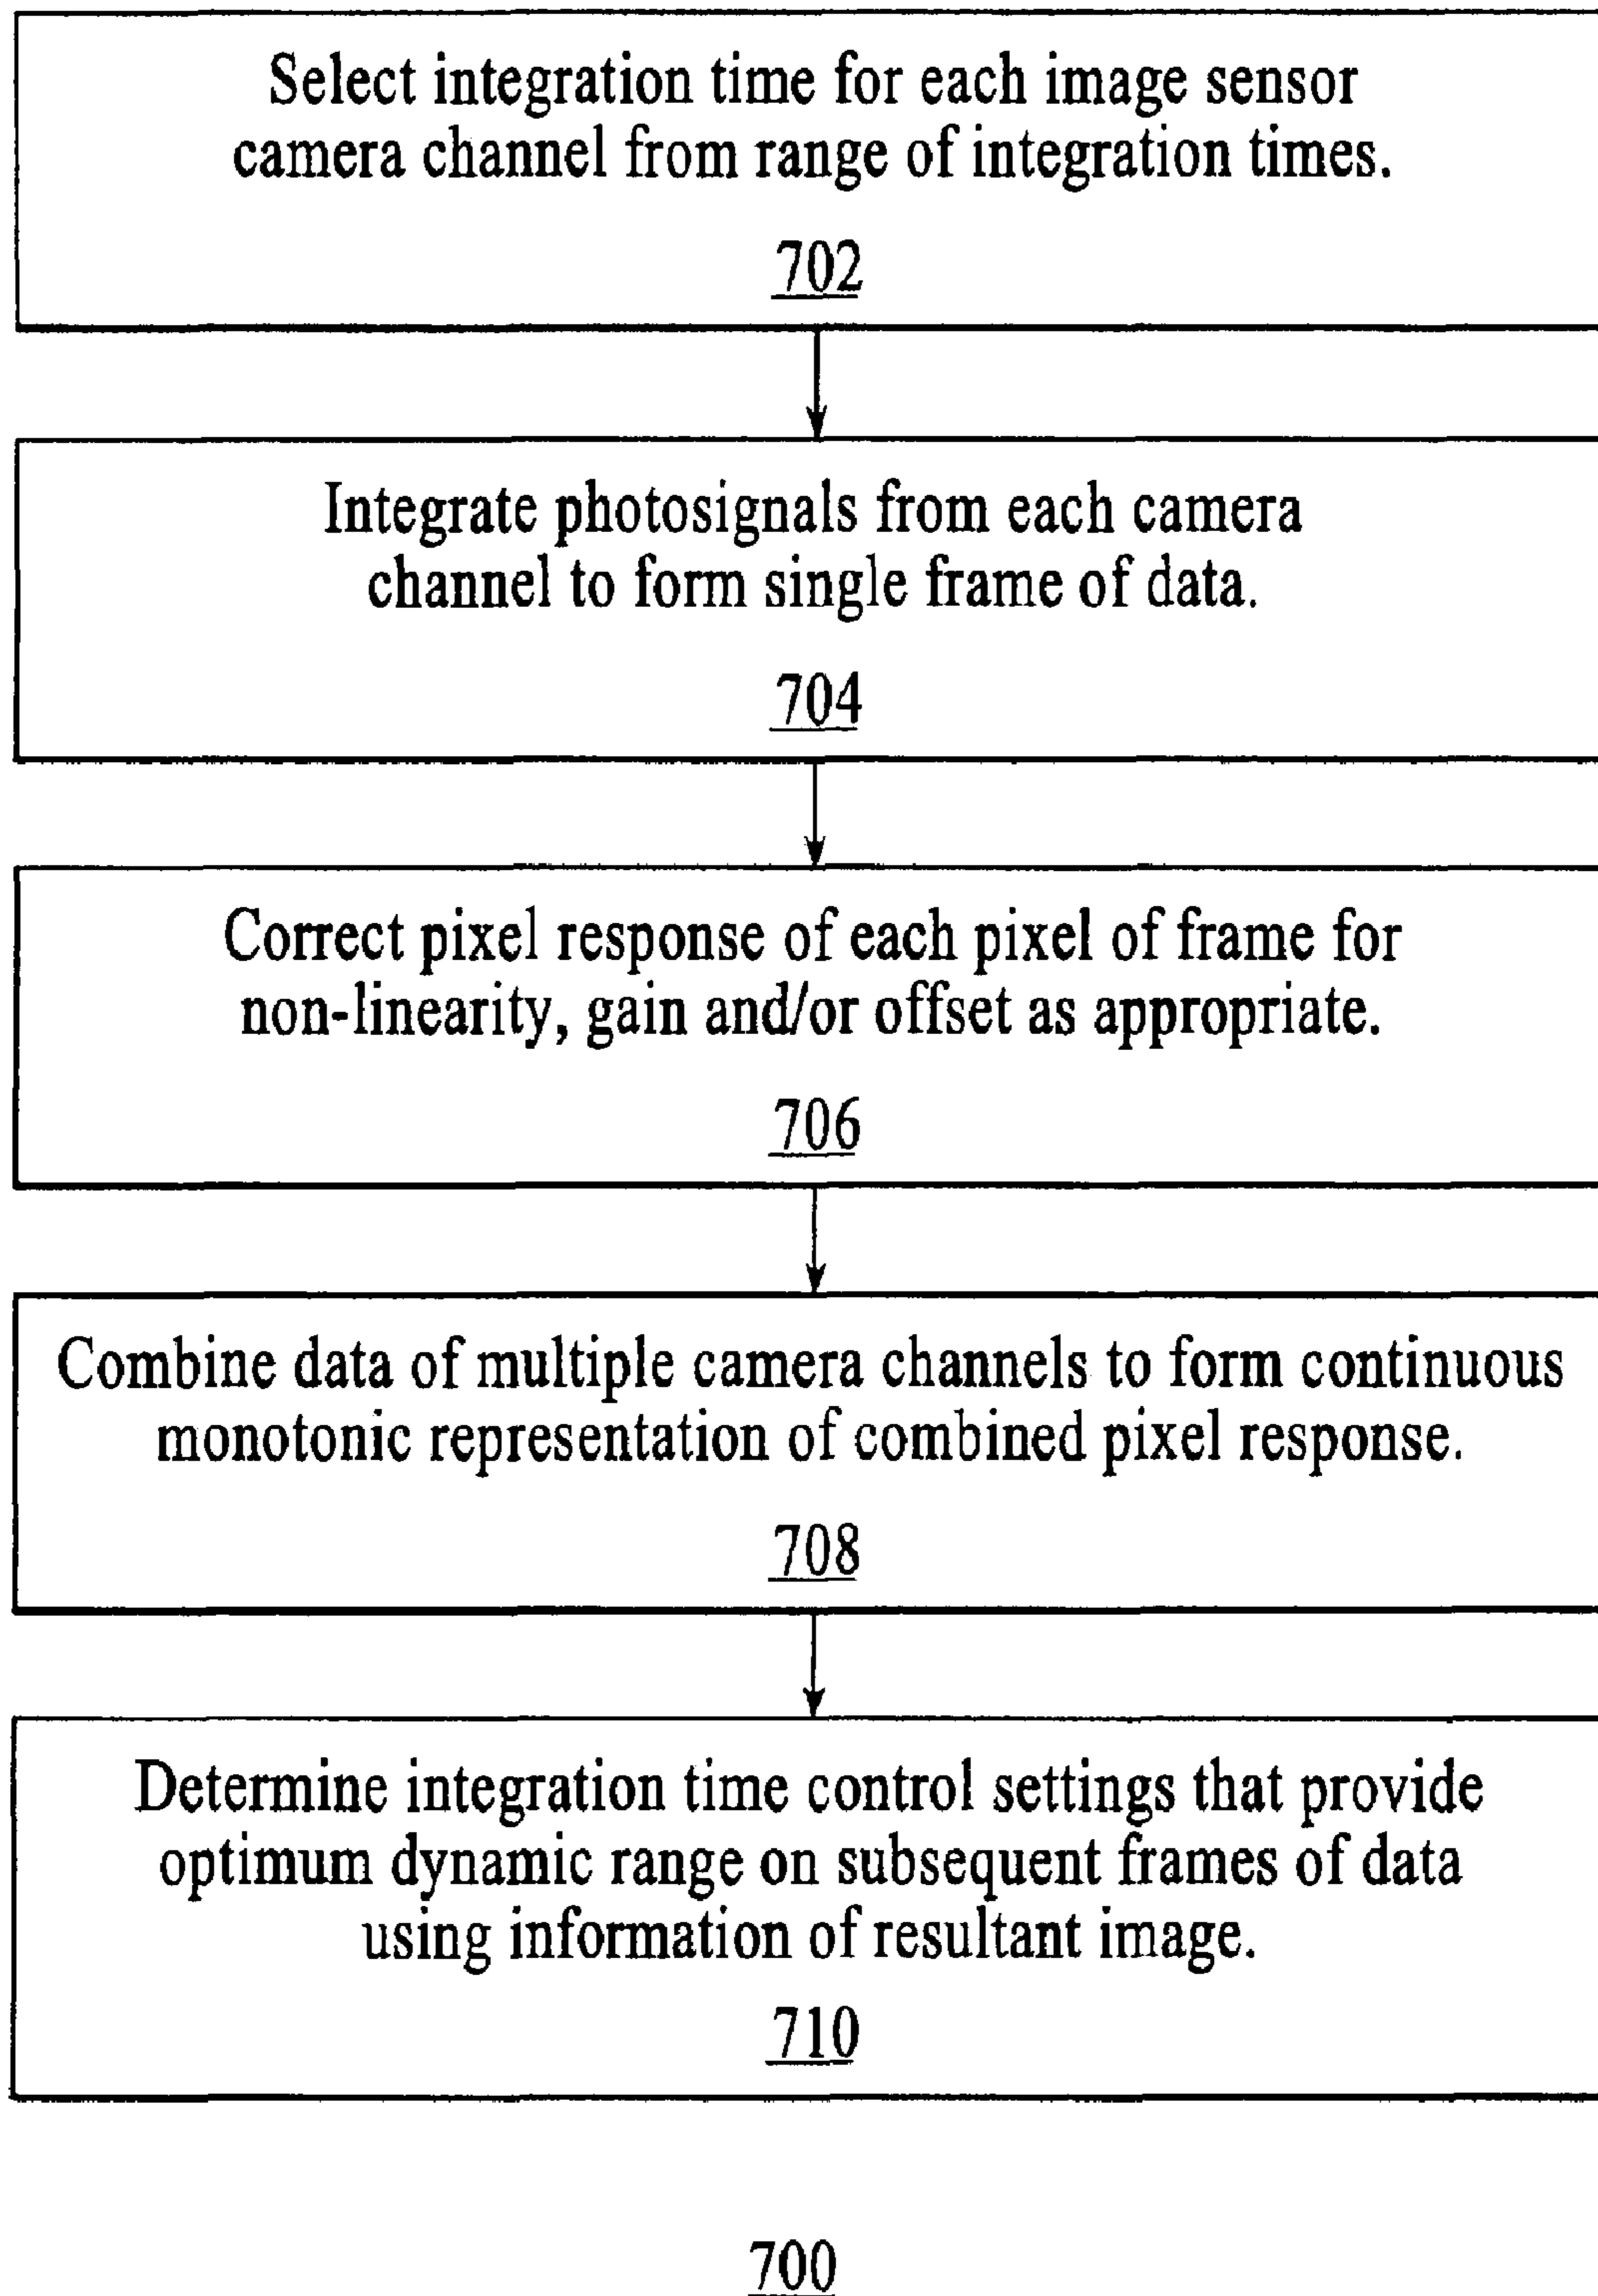 Select integration time for each image sensor
camera channel from range of integration times.
702
Integrate photosignals from each camera
channel to form single frame of data.
704
Correct pixel response of each pixel of frame for
non-linearity, gain and/or offset as appropriate.
706
Combine data of multiple camera channels to form continuous
monotonic representation of combined pixel response.
708
Determine integration time control settings that provide
optimum dynamic range on subsequent frames of data
using information of resultant image.
710
700